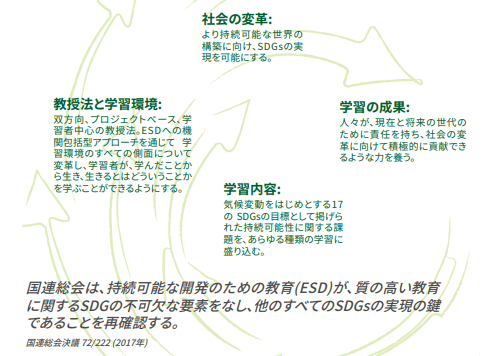 社会の変革:
より持続可能な世界の
構築に向け、SDGsの実
現を可能にする。
教授法と学習環境:
双方向、プロジェクトベース、学
習者中心の教授法。ESDへの機
関包括型アプローチを通じて 学
習環境のすべての側面について
変革し、学習者が、学んだことか
ら生き、生きるとはどういうことか
を学ぶことができるようにする。
学習の成果:
人々が、現在と将来の世代の
ために責任を持ち、社会の変
革に向けて積極的に貢献でき
るような力を養う。
学習内容:
気候変動をはじめとする17
の SDGsの目標として掲げら
れた持続可能性に関する課
題を、あらゆる種類の学習に
盛り込む。
国連総会は、持続可能な開発のための教育(ESD)が、質の高い教育
に関するSDGの不可欠な要素をなし、他のすべてのSDGsの実現の鍵
であることを再確認する。
国連総会決議 72/222 (2017年)